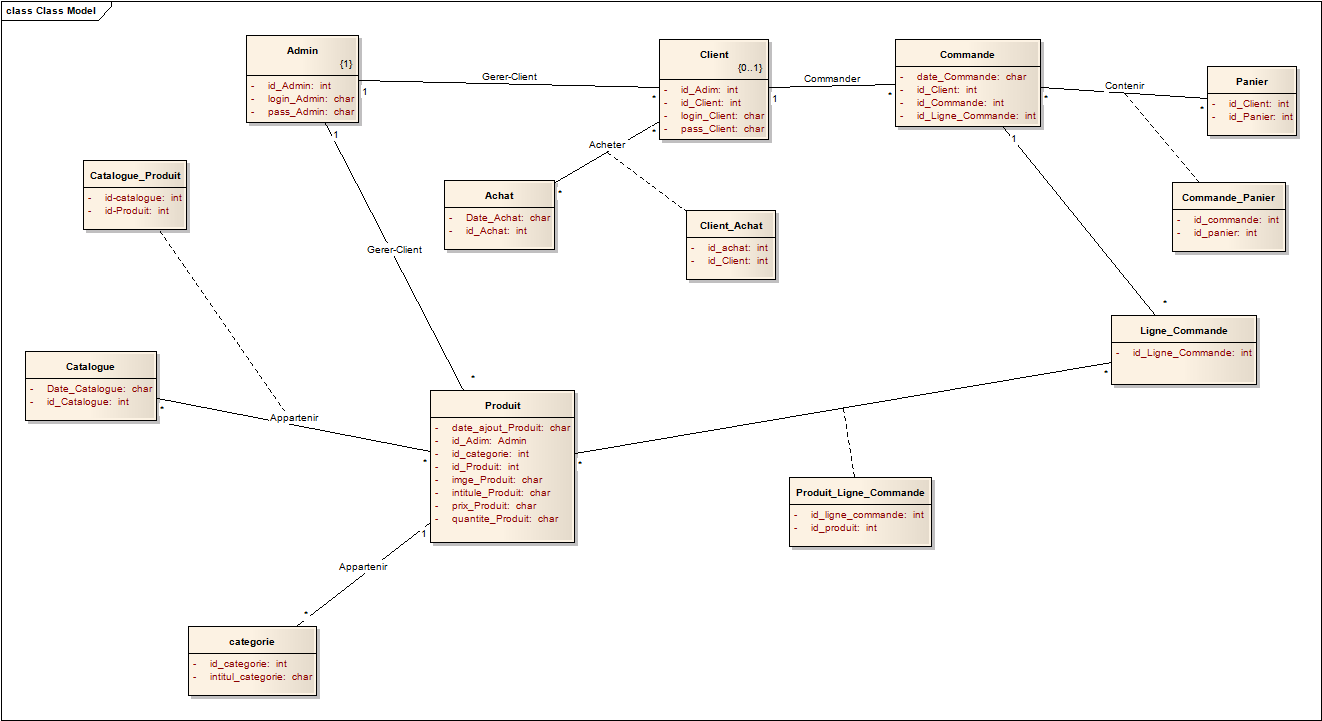 class Class Model
Admin
{1}
- id_Admin: int
- login_Admin: char
- pass_Admin: char
1
1
Gerer-Client
*
Client
{0..1}
- id_Adim: int
- id_Client: int
- login_Client: char
- pass_Client: char
*
1
Commander
*
Commande
- date_Commande: char
- id_Client: int
- id_Commande: int
- id_Ligne_Commande: int
*
1
Contenir
*
Panier
- id_Client: int
- id_Panier: int
Acheter
*
Catalogue_Produit
- id-catalogue: int
- id-Produit: int
Achat
- Date_Achat: char
- id_Achat: int
Client_Achat
- id_achat: int
- id_Client: int
Commande_Panier
- id_commande: int
- id_panier: int
Gerer-Client
*
*
Ligne_Commande
- id_Ligne_Commande: int
*
Catalogue
- Date_Catalogue: char
- id_Catalogue: int
*
Appartenir
*
Produit
- date_ajout_Produit: char
- id_Adim: Admin
- id_categorie: int
- id_Produit: int
- imge_Produit: char
- intitule_Produit: char
- prix_Produit: char
- quantite_Produit: char
*
1
Produit_Ligne_Commande
- id_ligne_commande: int
- id_produit: int
Appartenir
*
categorie
- id_categorie: int
- intitul_categorie: char